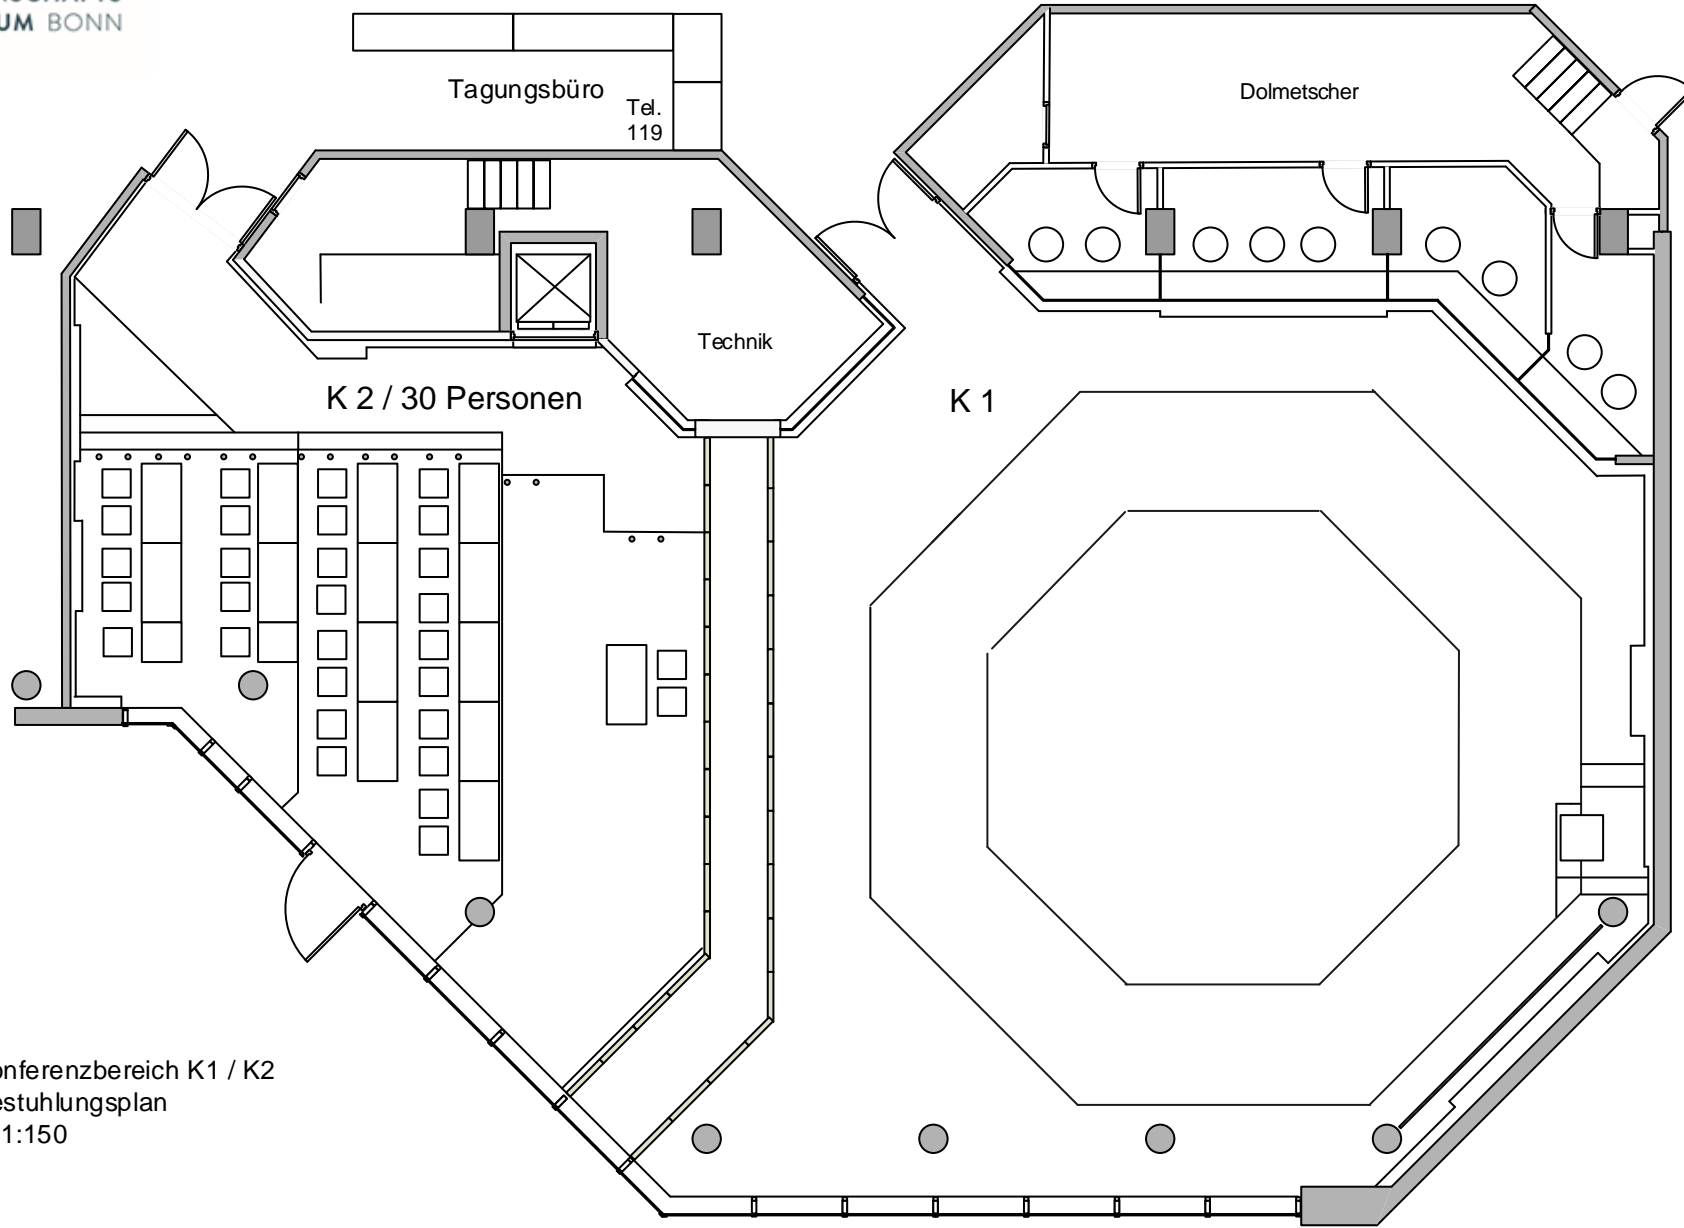 UM BONN
Tagungsbüro
Tel.
119
Dolmetscher
Technik
K 2 / 30 Personen
K 1
onferenzbereich K1 / K2
estuhlungsplan
1:150